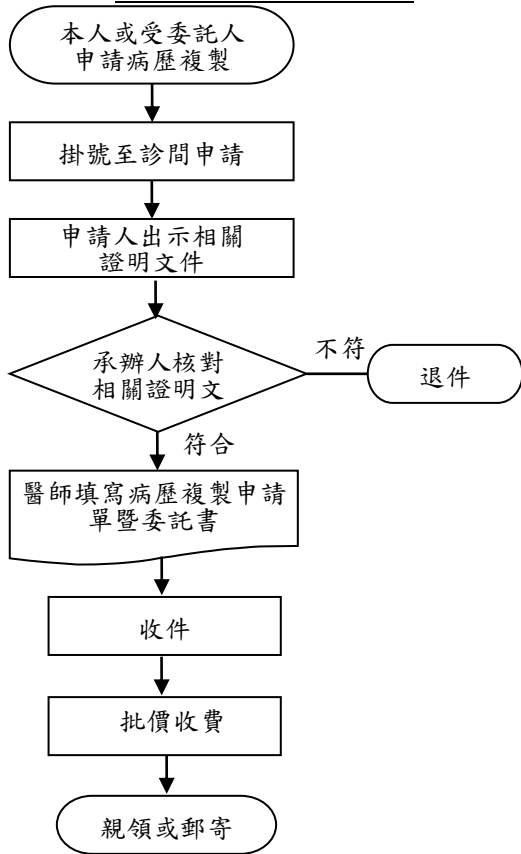 本人或受委託人
申請病歷複製
掛號至診間申請
申請人出示相關
證明文件
承辦人核對
相關證明文
不符
退件
符合
醫師填寫病歷複製申請
單暨委託書
收件
批價收費
親領或郵寄